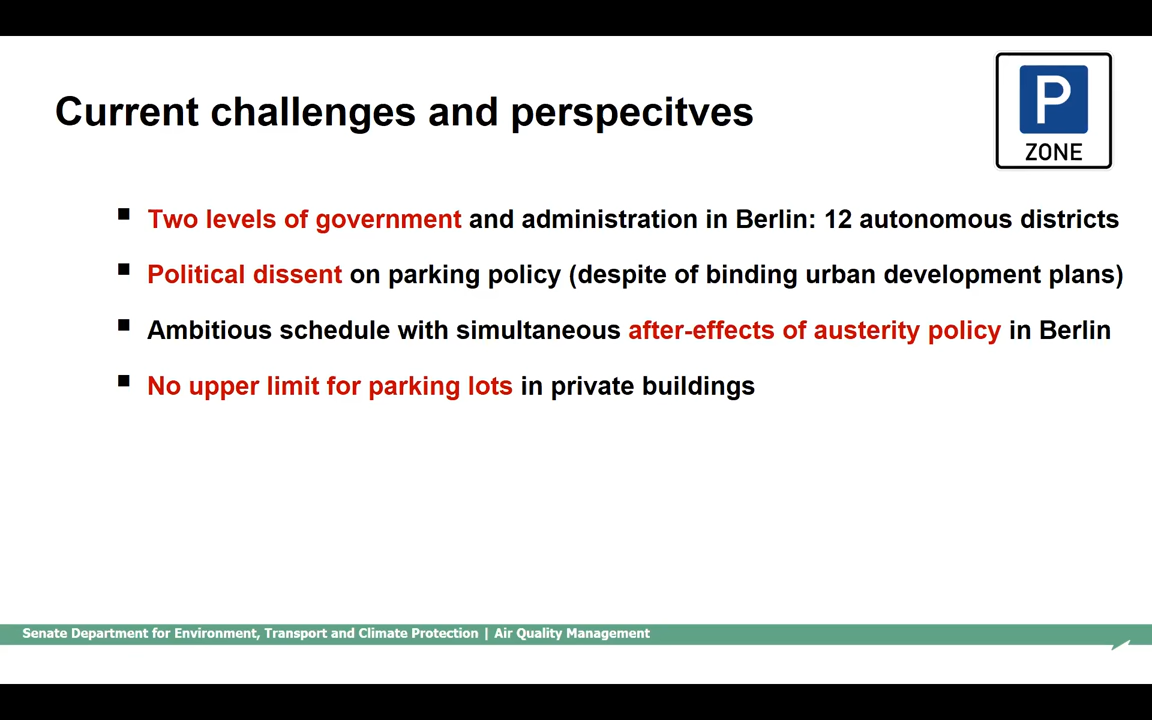 Current challenges and perspecitves
P
ZONE
▪ Two levels of government and administration in Berlin: 12 autonomous districts
▪ Political dissent on parking policy (despite of binding urban development plans)
▪ Ambitious schedule with simultaneous after-effects of austerity policy in Berlin
▪ No upper limit for parking lots in private buildings
Senate Department for Environment, Transport and Climate Protection | Air Quality Management